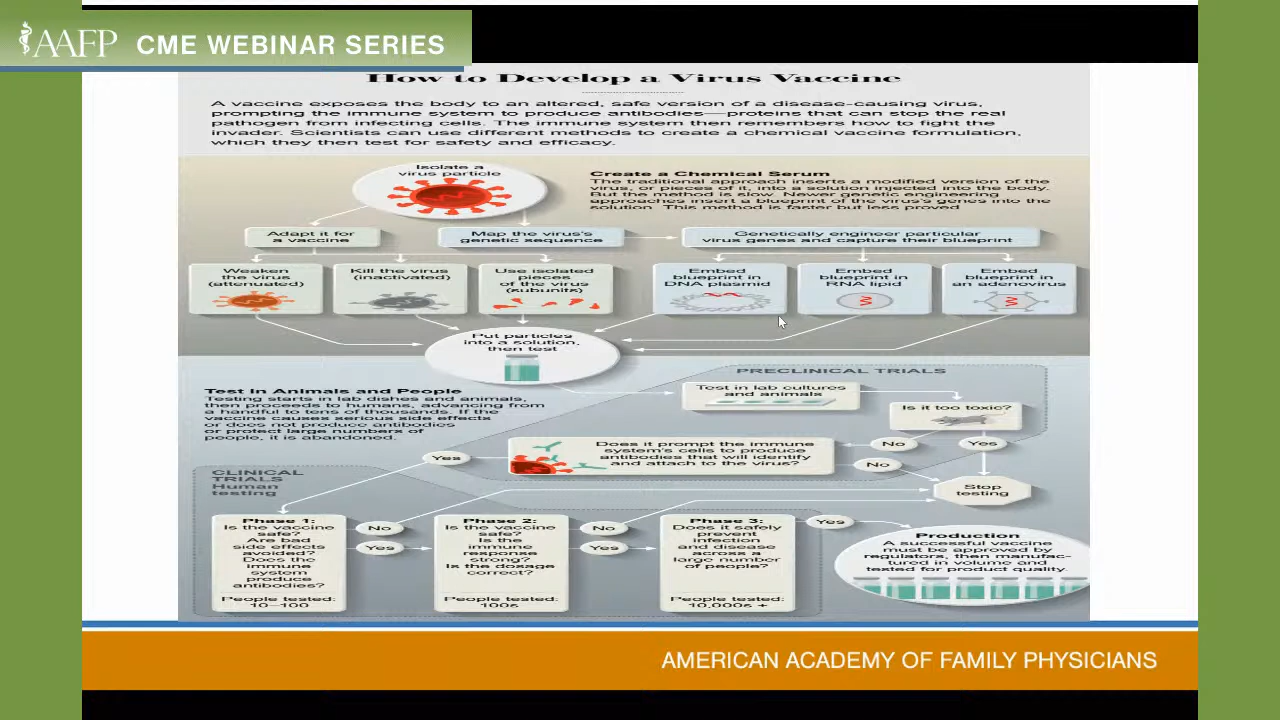 AAFP CME WEBINAR SERIES
How to Develop a Virus Vaccine
A vaccine exposes the body to an altered, safe version of a disease-causing virus,
prompting the immune system to produce antibodies—proteins that can stop the real
pathogen from infecting cells. The immune system then remembers how to fight the
invader. Scientists can use different methods to create a chemical vaccine formulation,
which they then test for safety and efficacy.
Isolate a
virus particle
Create a Chemical Serum
The traditional approach inserts a modified version of the
virus, or pieces of it, into a solution injected into the body.
But the method is slow. Newer genetic engineering
approaches insert a blueprint of the virus's genes into the
solution. This method is faster but less proved
Adapt it for
a vaccine
Map the virus's
genetic sequence
Genetically engineer particular
virus genes and capture their blueprint
Weaken
the virus
(attenuated)
Kill the virus
(inactivated)
Use isolated
pieces
of the virus
(subunits)
Embed
blueprint in
DNA plasmid
Embed
blueprint in
RNA lipid
Embed
blueprint in
an adenovirus
Put particles
into a solution,
then test
Test in Animals and People
Testing starts in lab dishes and animals,
then proceeds to humans, advancing from
a handful to tens of thousands. If the
vaccine causes serious side effects
or does not produce antibodies
or protect large numbers of
people, it is abandoned.
PRECLINICAL TRIALS
Test in lab cultures
and animals
Is it too toxic?
No
Yes
Does it prompt the immune
system's cells to produce
antibodies that will identify
and attach to the virus?
Yes
No
Stop
testing
CLINICAL
TRIALS
Human
testing
Phase 1:
Is the vaccine
safe?
Are bad
side effects
avoided?
Does the
immune
system
produce
antibodies?
People tested:
10–100
No
Yes
Phase 2:
Is the vaccine
safe?
Is the
immune
response
strong?
Is the dosage
correct?
People tested:
100s
No
Yes
Phase 3:
Does it safely
prevent
infection
and disease
across a
large number
of people?
People tested:
10,000s +
Yes
Production
A successful vaccine
must be approved by
regulators, then manufac-
tured in volume and
tested for product quality.
AMERICAN ACADEMY OF FAMILY PHYSICIANS